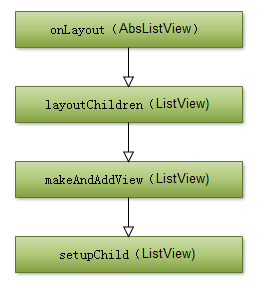 onLayout（AbsListView）
layoutChildren（ListView)
makeAndAddView（ListView)
setupChild（ListView)